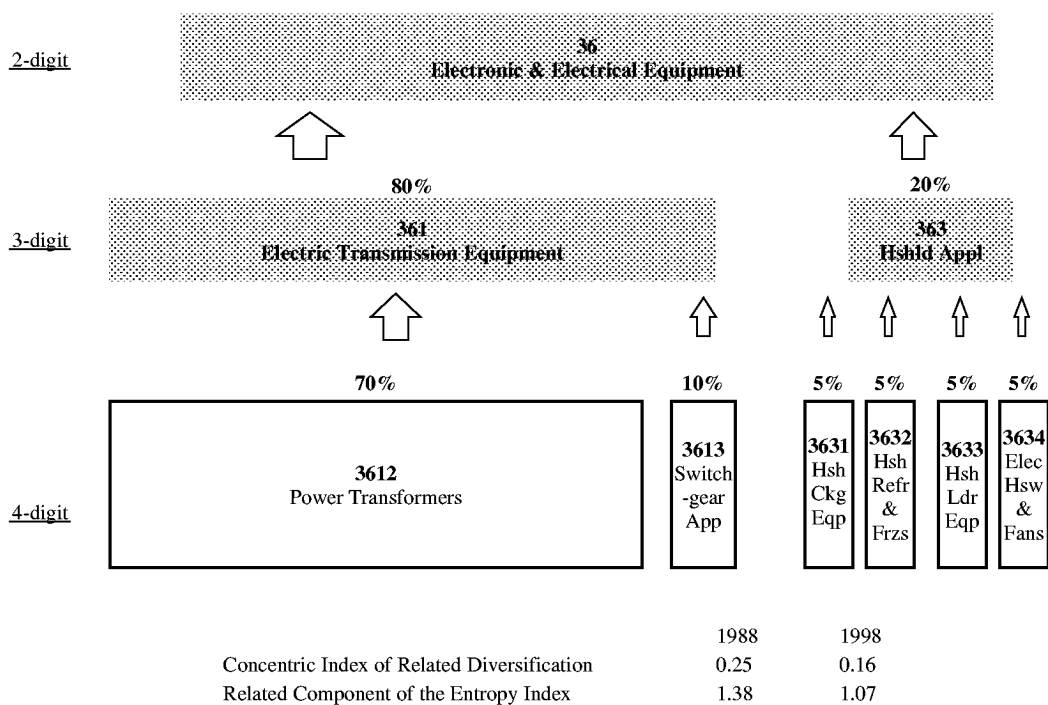 36
2-digit
Electronic & Electrical Equipment
80%
20%
361
363
3-digit
Electric Transmission Equipment
Hshld Appl
70%
10%
5%
5%
5%
5%
4-digit
3612
Power Transformers
3613
Switch
-gear
App
3631
Hsh
Ckg
Eqp
3632
Hsh
Refr
&
Frzs
3633
Hsh
Ldr
Eqp
3634
Elec
Hsw
&
Fans
1988 1998
Concentric Index of Related Diversification 0.25 0.16
Related Component of the Entropy Index 1.38 1.07